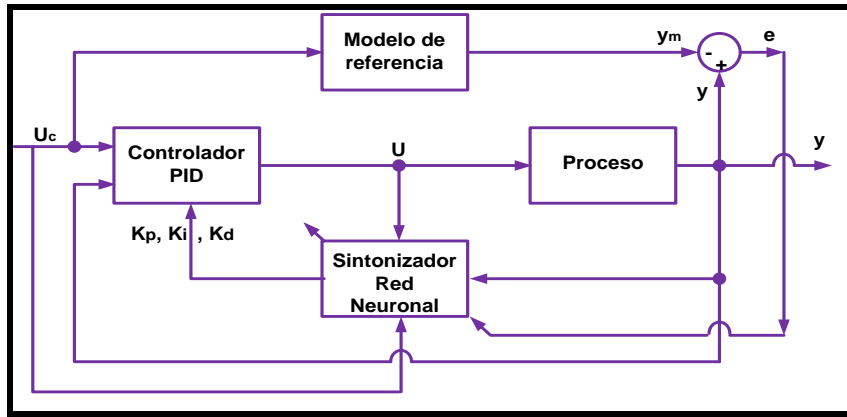 Modelo de
referencia
ym
-
+
e
y
Uc
Controlador
PID
U
Proceso
y
Kp, Ki , Kd
Sintonizador
Red
Neuronal